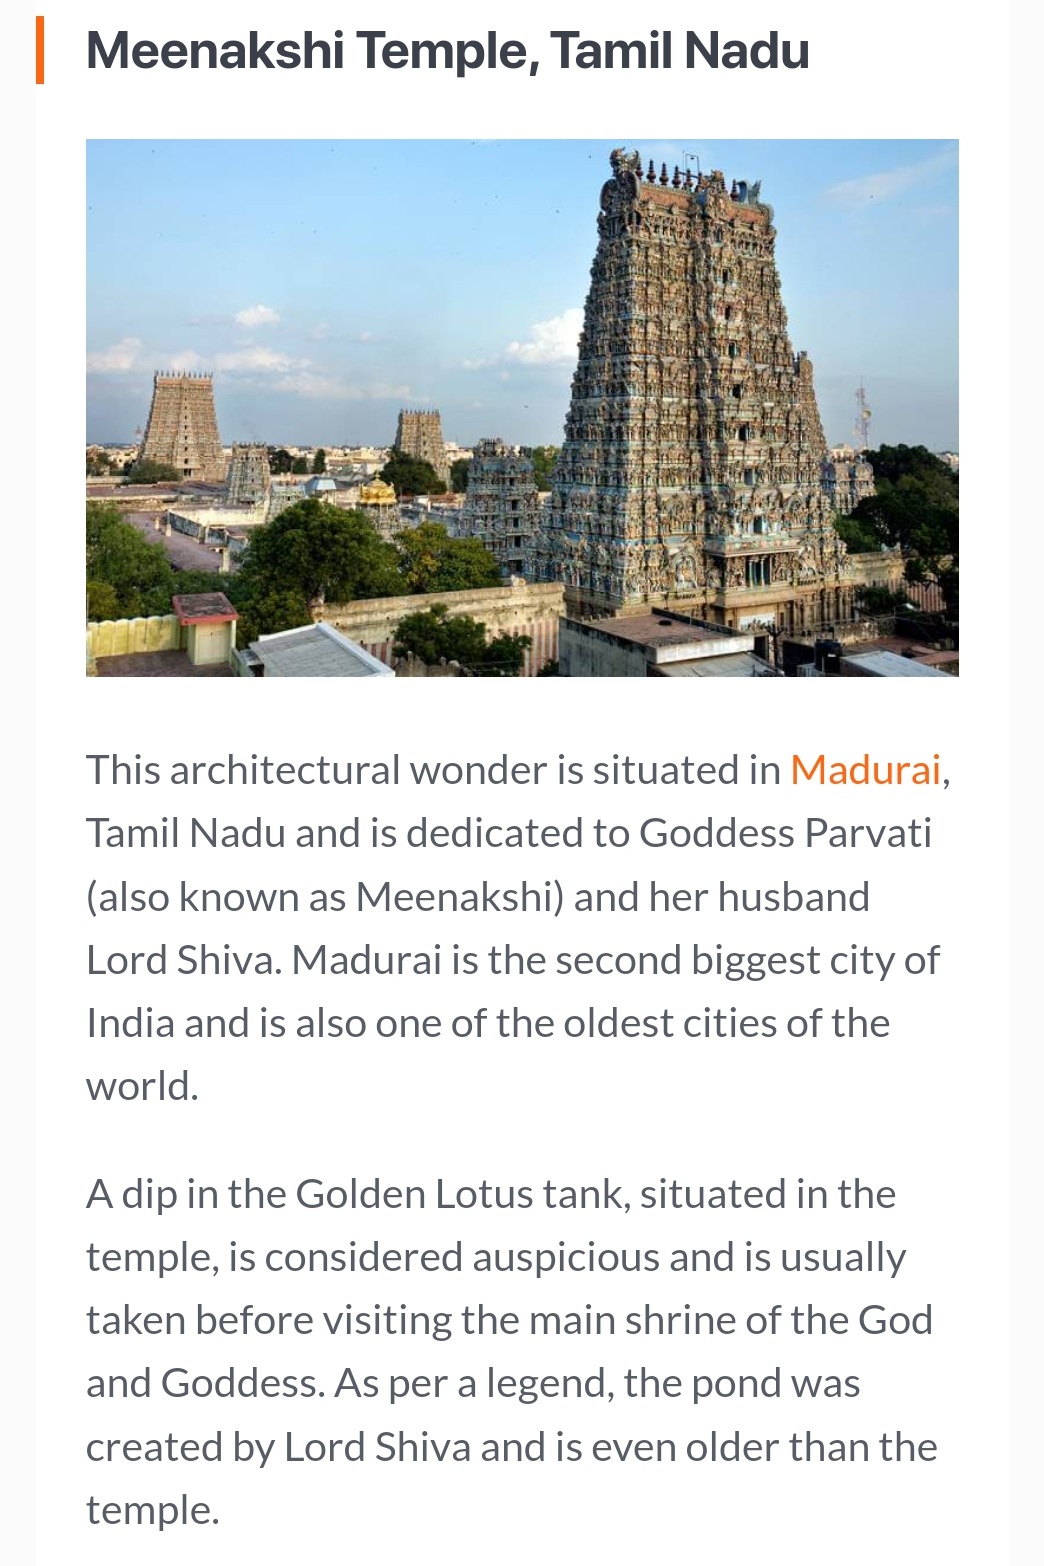 Meenakshi Temple, Tamil Nadu
This architectural wonder is situated in Madurai,
Tamil Nadu and is dedicated to Goddess Parvati
(also known as Meenakshi) and her husband
Lord Shiva. Madurai is the second biggest city of
India and is also one of the oldest cities of the
world.
A dip in the Golden Lotus tank, situated in the
temple, is considered auspicious and is usually
taken before visiting the main shrine of the God
and Goddess. As per a legend, the pond was
created by Lord Shiva and is even older than the
temple.